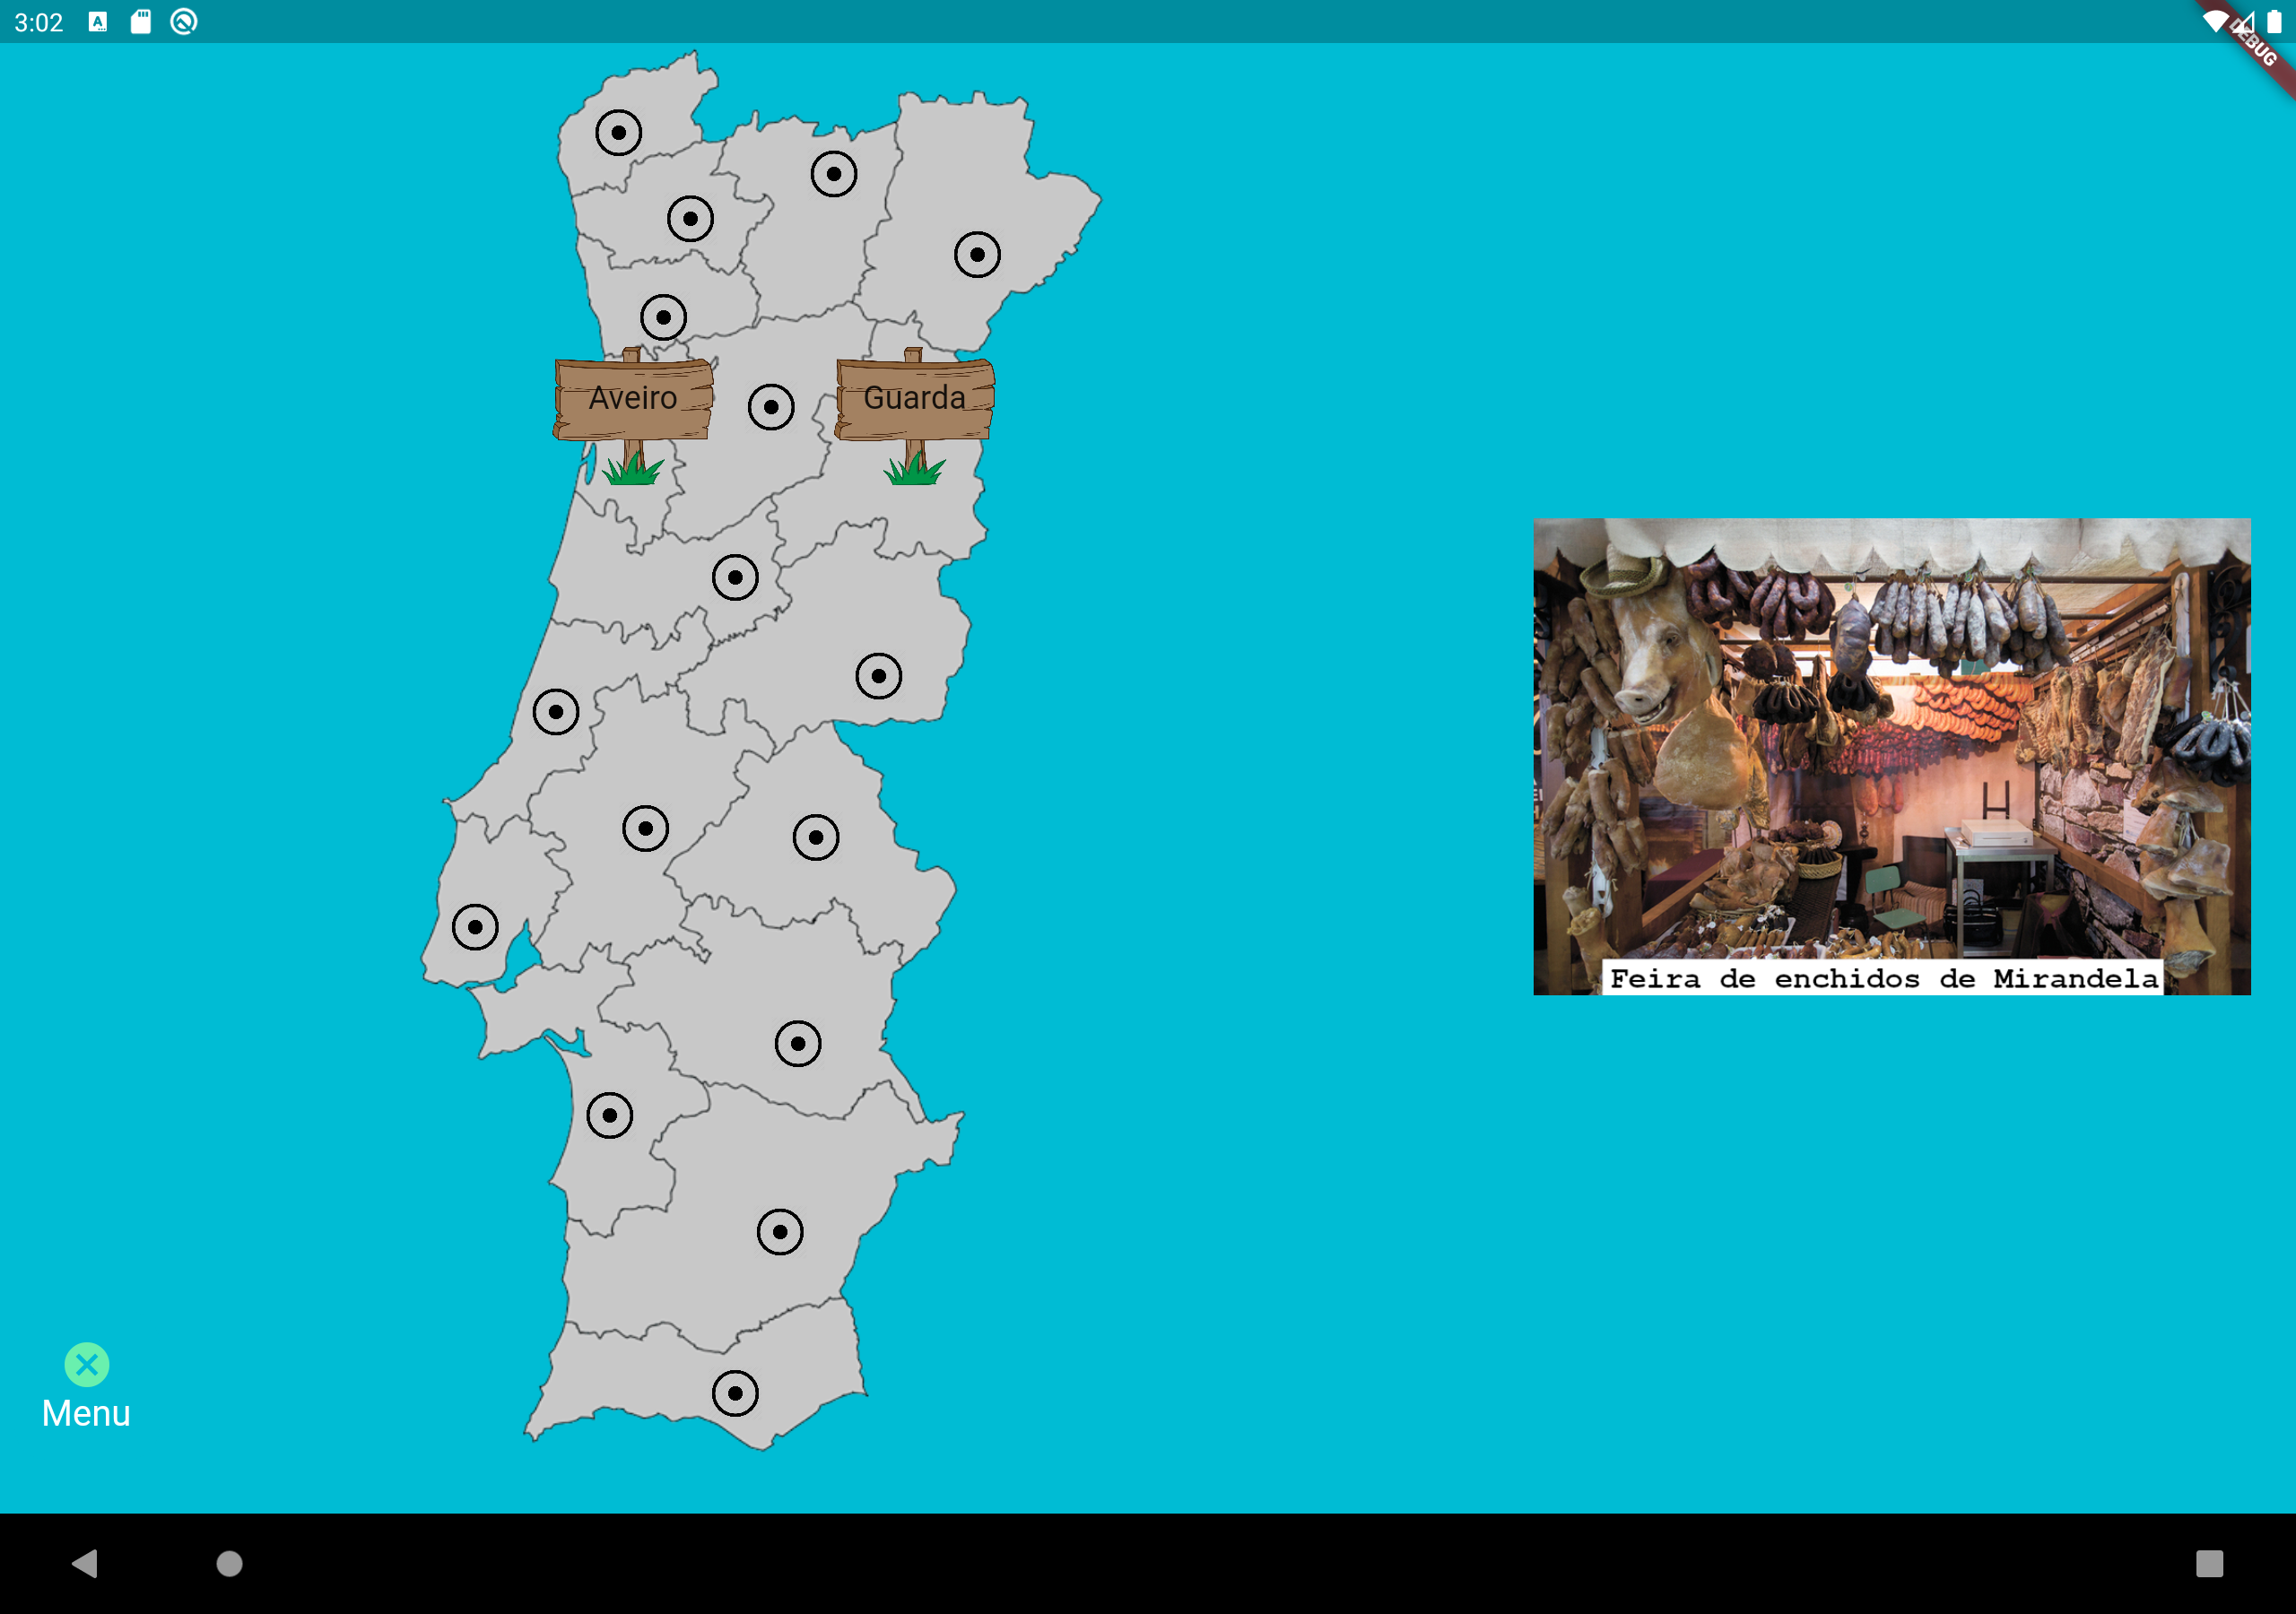 3:02
A
DEBUG
Aveiro
Guarda
Feira de enchidos de Mirandela
Menu